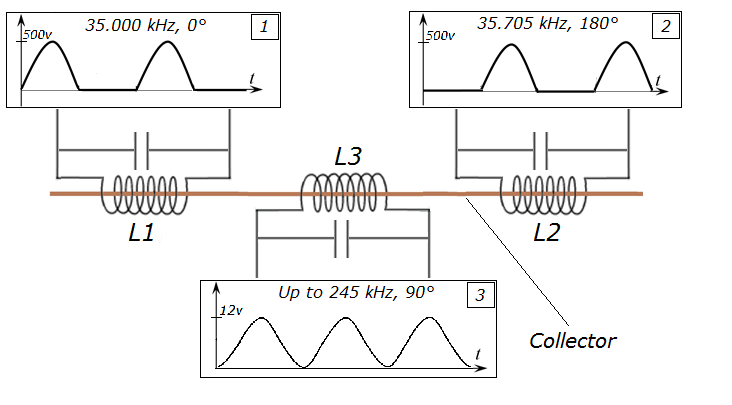 35.000 kHz, 0°
1
500v
t
35.705 kHz, 180°
2
500v
t
L3
L1
L2
Up to 245 kHz, 90°
3
12v
t
Collector